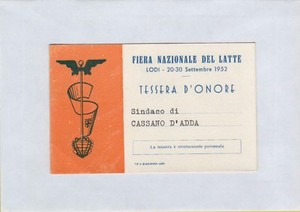 FIERA NAZIONALE DEL LATTE
LODI - 20-30 Settembre 1952
TESSERA D'ONORE
Sindaco di
CASSANO D'ADDA
La tessera è strettamente personale